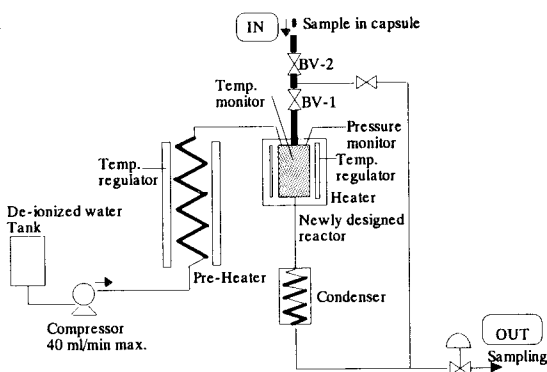 IN
Sample in capsule
BV-2
Temp.
monitor
BV-1
Pressure
monitor
Temp.
regulator
Temp.
regulator
Heater
De-ionized water
Tank
Newly designed
reactor
Pre-Heater
Condenser
Compressor
40 ml/min max.
OUT
Sampling